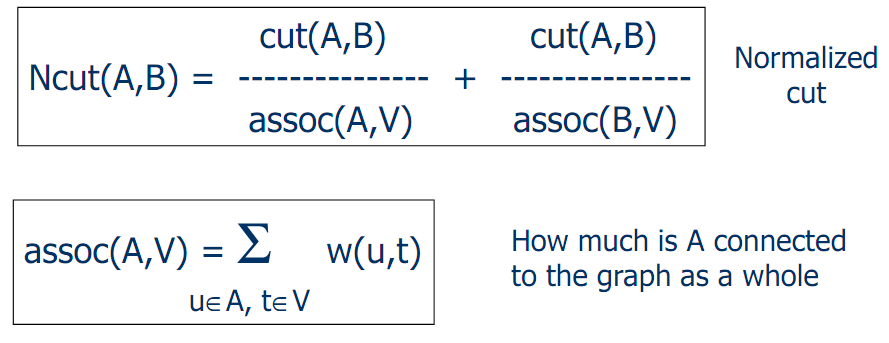 cut(A,B) cut(A,B)
Ncut(A,B) = --------------- + ---------------
assoc(A,V) assoc(B,V)
Normalized
cut
assoc(A,V) = Σ w(u,t)
u∈A, t∈V
How much is A connected
to the graph as a whole